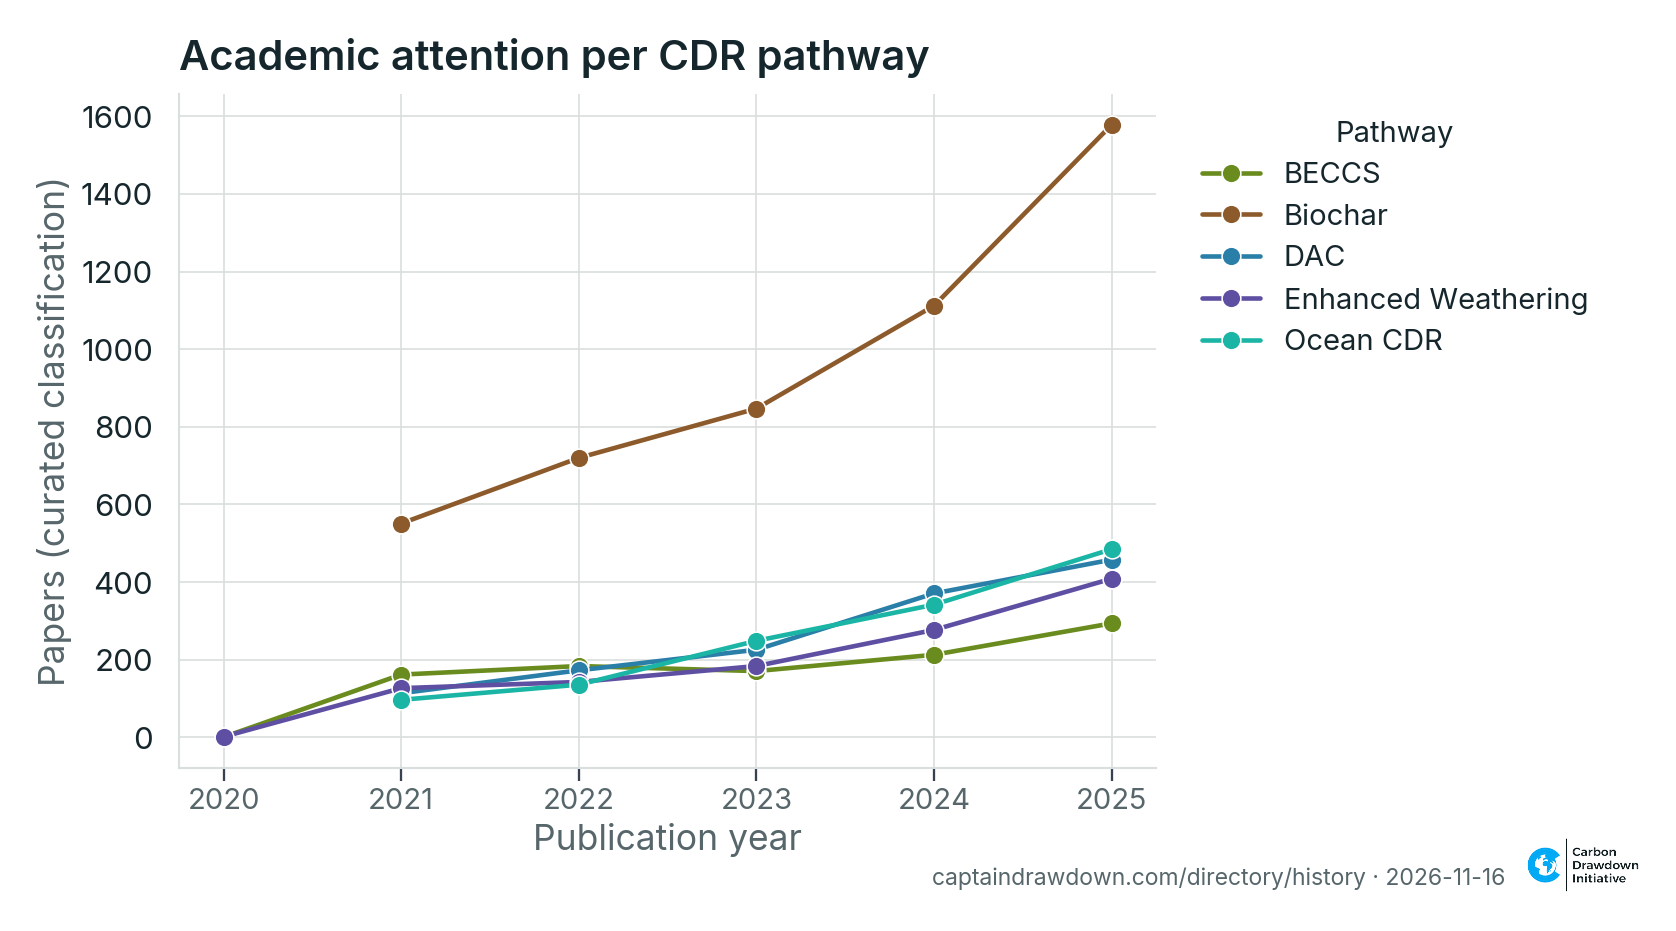 Academic attention per CDR pathway
Papers (curated classification)
1600
1400
1200
1000
800
600
400
200
0
2020 2021 2022 2023 2024 2025
Publication year
Pathway
BECCS
Biochar
DAC
Enhanced Weathering
Ocean CDR
captaindrawdown.com/directory/history · 2026-11-16
Carbon
Drawdown
Initiative